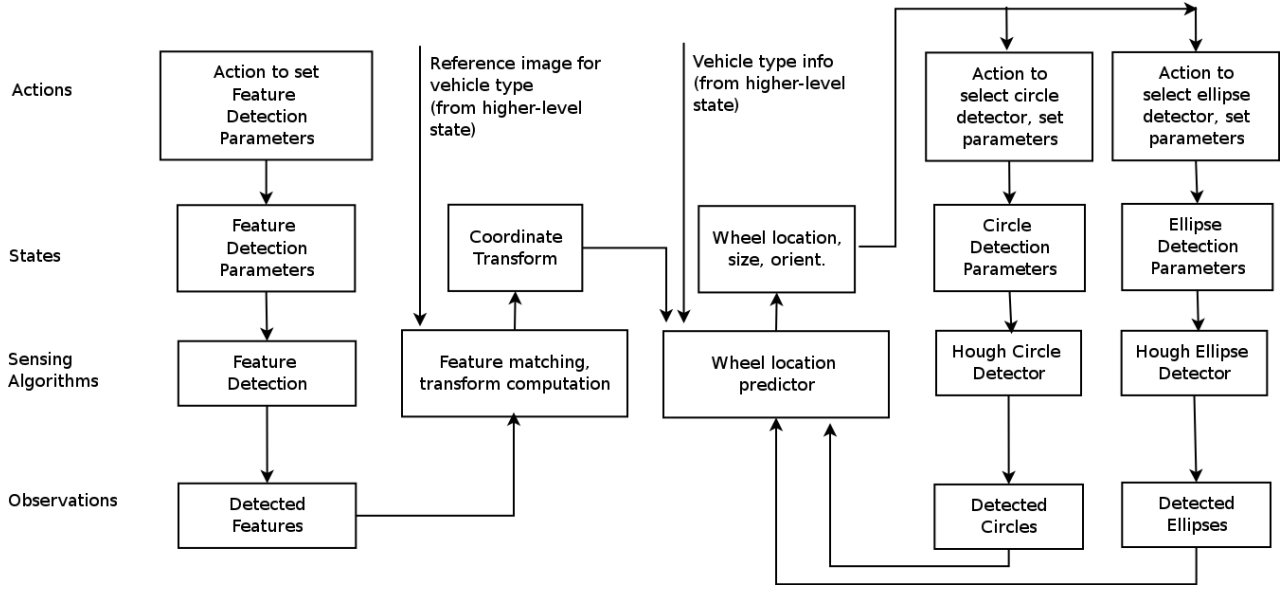 Actions
Action to set
Feature
Detection
Parameters
Reference image for
vehicle type
(from higher-level
state)
Vehicle type info
(from higher-level
state)
Action to
select circle
detector, set
parameters
Action to
select ellipse
detector, set
parameters
States
Feature
Detection
Parameters
Coordinate
Transform
Wheel location,
size, orient.
Circle
Detection
Parameters
Ellipse
Detection
Parameters
Sensing
Algorithms
Feature
Detection
Feature matching,
transform computation
Wheel location
predictor
Hough Circle
Detector
Hough Ellipse
Detector
Observations
Detected
Features
Detected
Circles
Detected
Ellipses